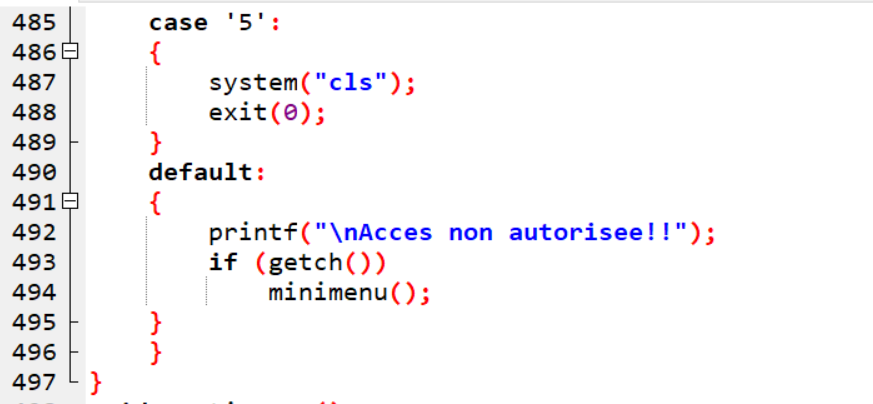 485 case '5':
486 {
487 system("cls");
488 exit(0);
489 }
490 default:
491 {
492 printf("\nAcces non autorisee!!");
493 if (getch())
494 minimenu();
495 }
496 }
497 }